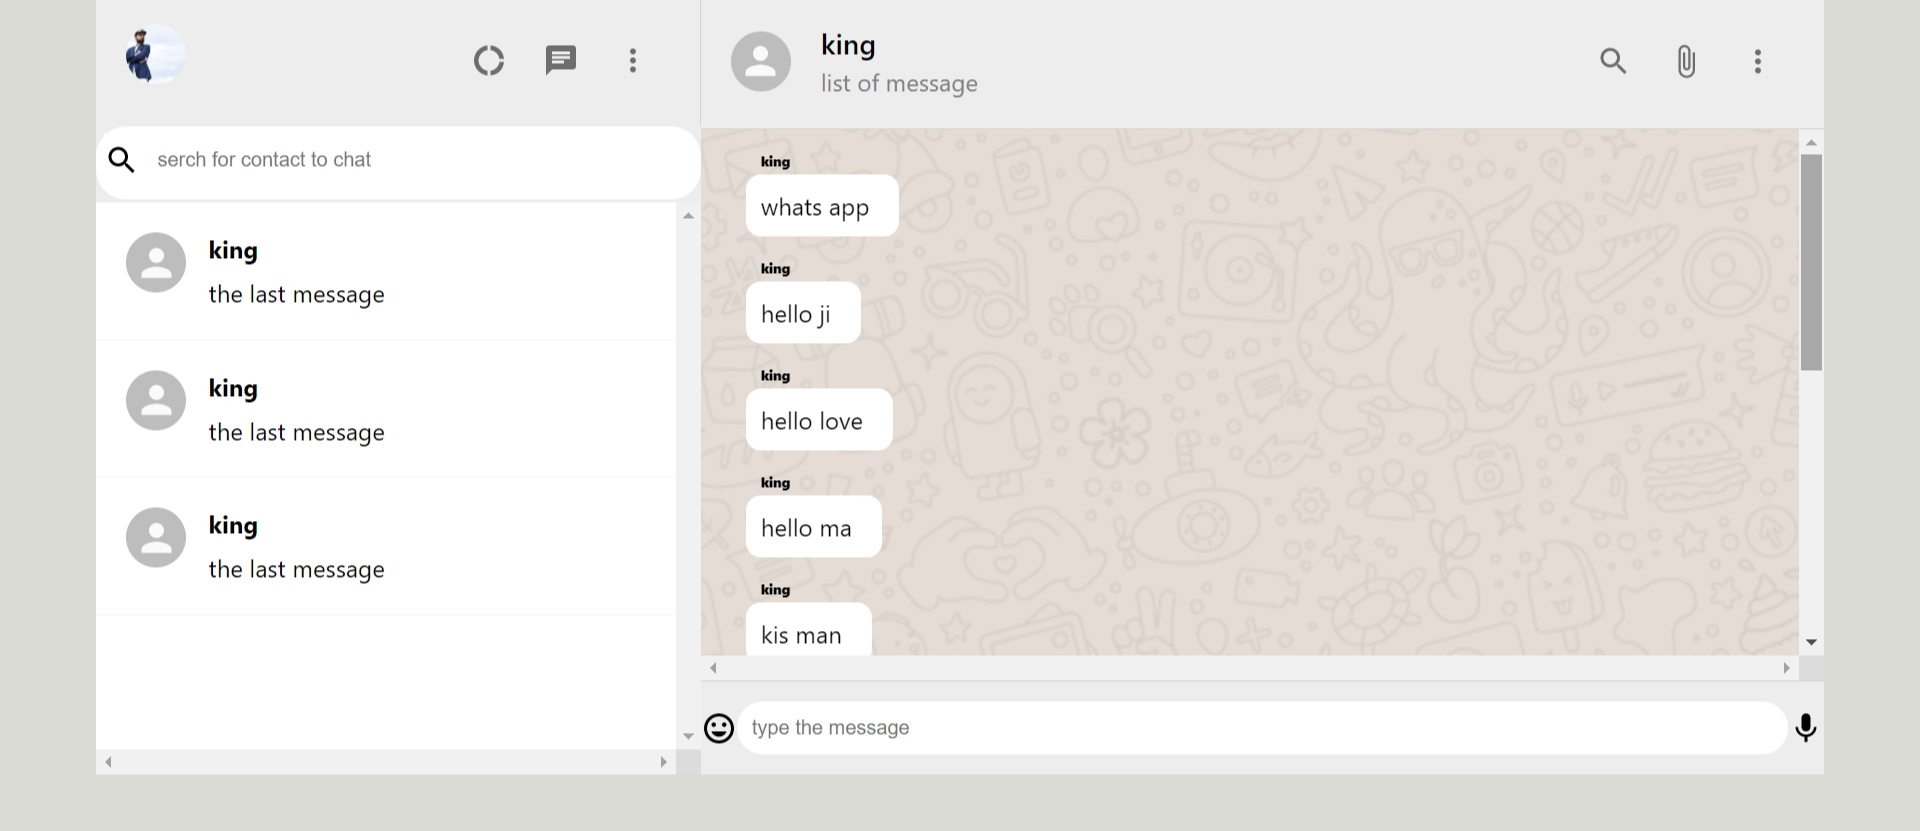 serch for contact to chat
king
the last message
king
the last message
king
the last message
king
list of message
king
whats app
king
hello ji
king
hello love
king
hello ma
king
kis man
type the message